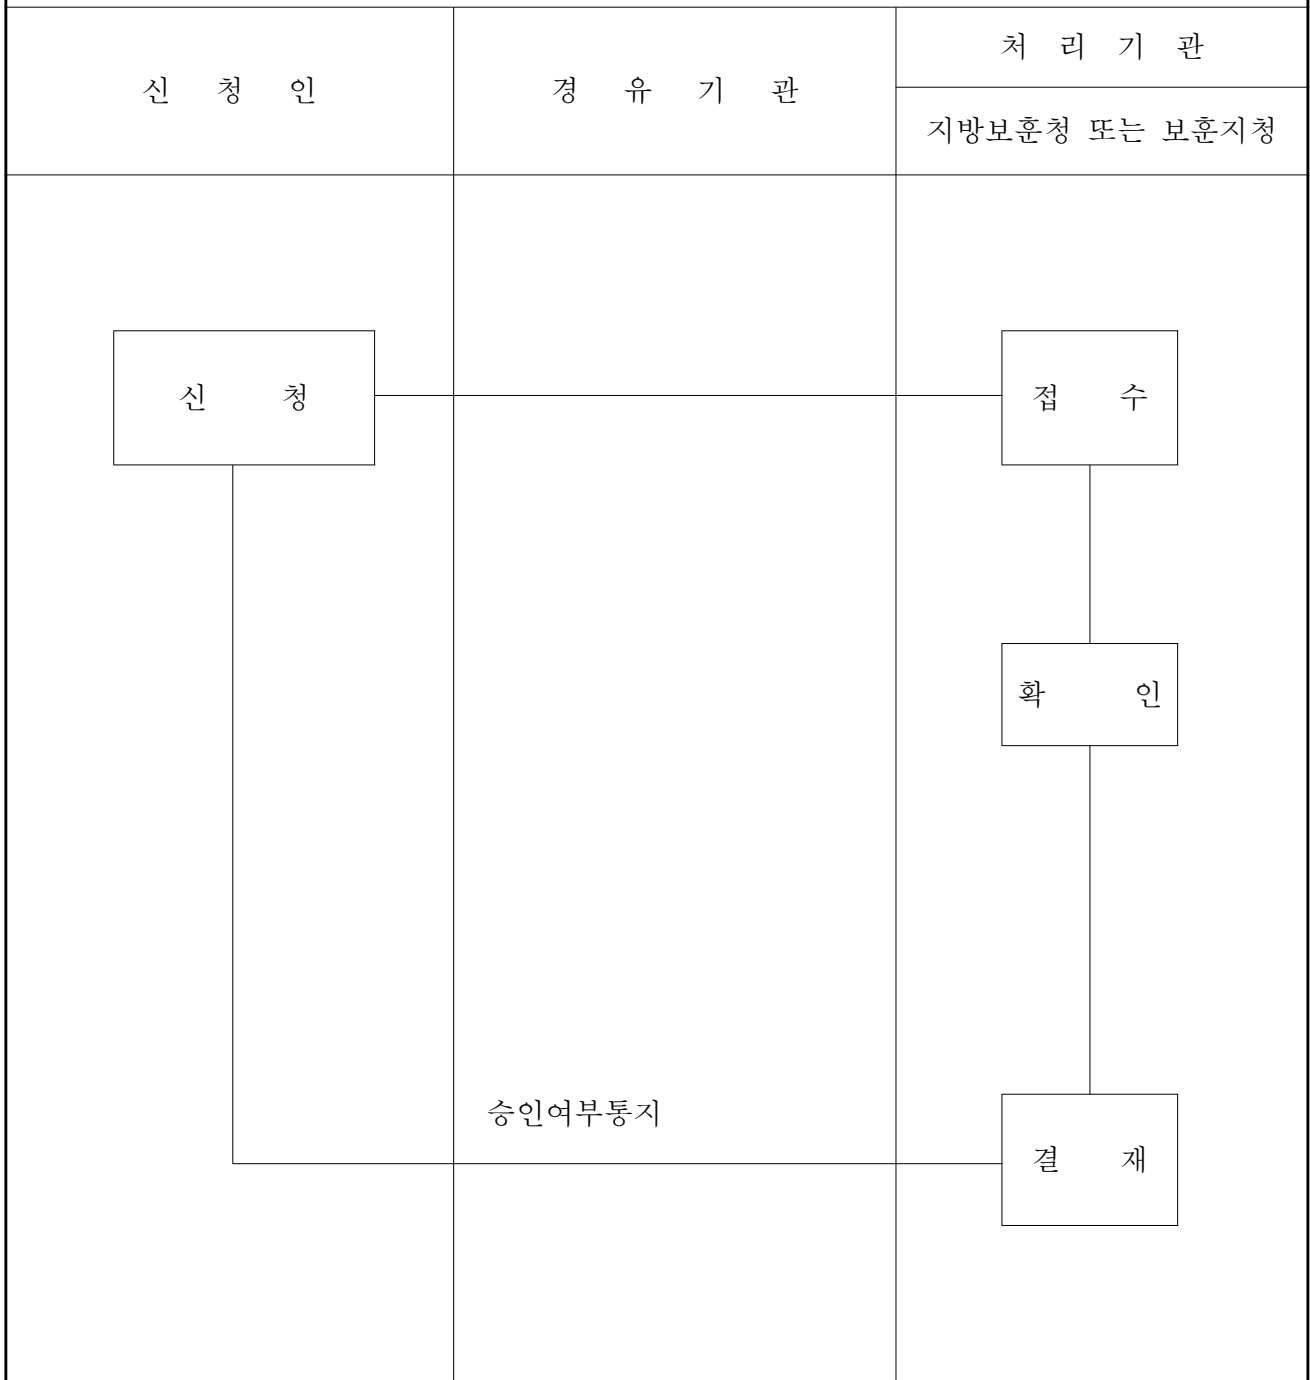 신 청 인
경 유 기 관
처 리 기 관
지방보훈청 또는 보훈지청
신 청
접 수
확 인
승인여부통지
결 재